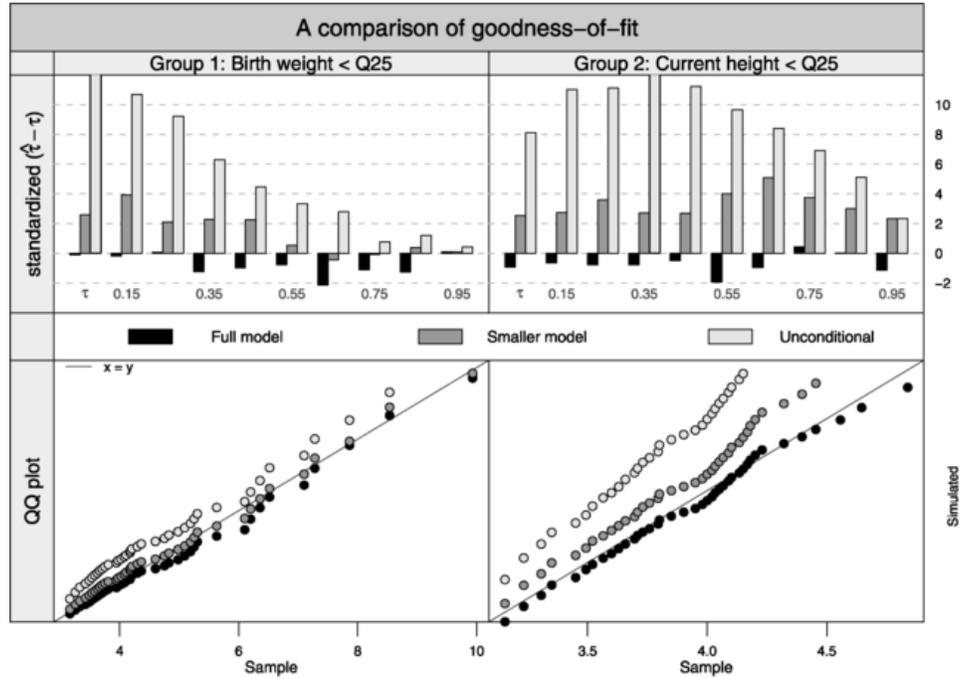 A comparison of goodness−of−fit
Group 1: Birth weight < Q25
Group 2: Current height < Q25
standardized (τ̂ − τ)
10
8
6
4
2
0
−2
τ 0.15 0.35 0.55 0.75 0.95
τ 0.15 0.35 0.55 0.75 0.95
Full model
Smaller model
Unconditional
x = y
QQ plot
Simulated
4 6 8 10
Sample
3.5 4.0 4.5
Sample